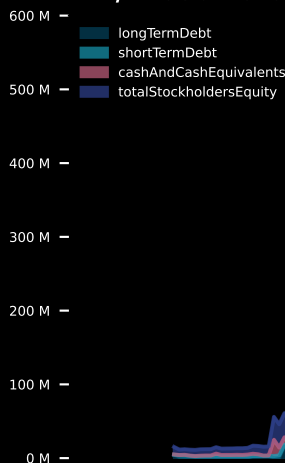 600 M
longTermDebt
shortTermDebt
cashAndCashEquivalents
totalStockholdersEquity
500 M
400 M
300 M
200 M
100 M
0 M